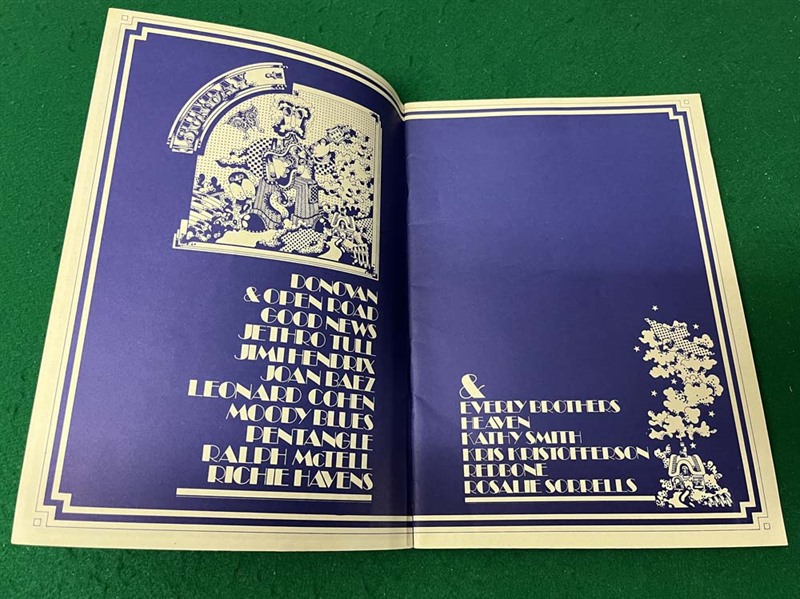 SUNDAY
DONOVAN
& OPEN ROAD
GOOD NEWS
JETHRO TULL
JIMI HENDRIX
JOAN BAEZ
LEONARD COHEN
MOODY BLUES
PENTANGLE
RALPH McTELL
RICHIE HAVENS
&
EVERLY BROTHERS
HEAVEN
KATHY SMITH
KRIS KRISTOFFERSON
REDBONE
ROSALIE SORRELLS